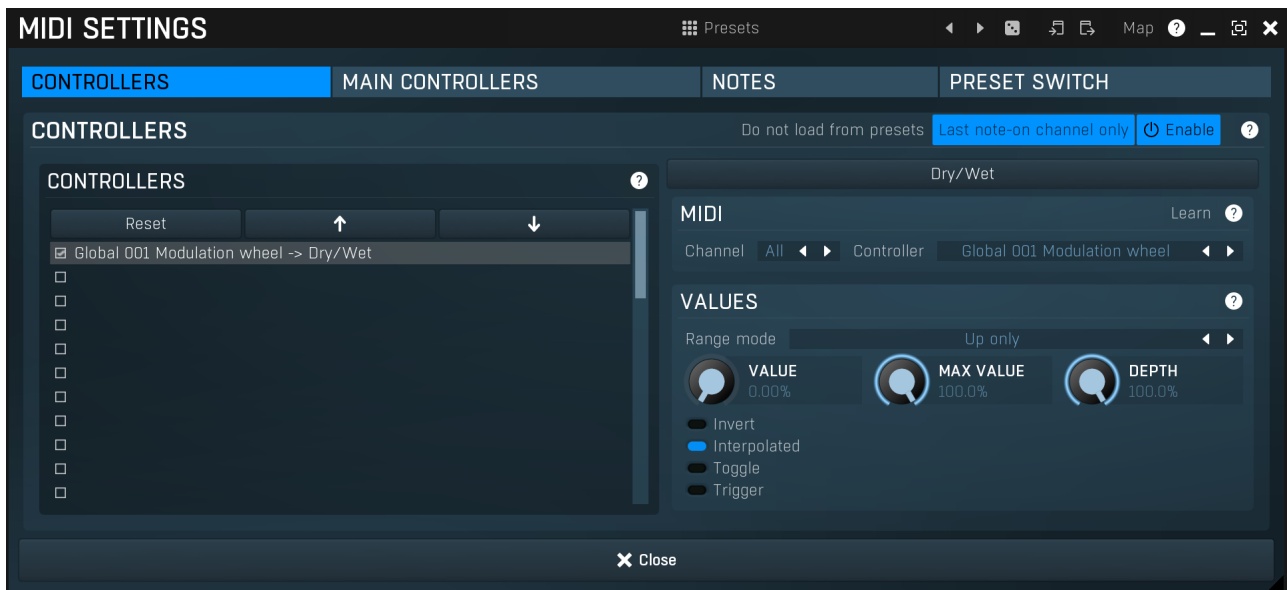 MIDI SETTINGS Presets Map ?
CONTROLLERS MAIN CONTROLLERS NOTES PRESET SWITCH
CONTROLLERS Do not load from presets Last note-on channel only Enable ?
CONTROLLERS ?
Reset
Global 001 Modulation wheel -> Dry/Wet
Dry/Wet
MIDI Learn ?
Channel All Controller Global 001 Modulation wheel
VALUES ?
Range mode Up only
VALUE MAX VALUE DEPTH
0.00% 100.0% 100.0%
Invert
Interpolated
Toggle
Trigger
Close